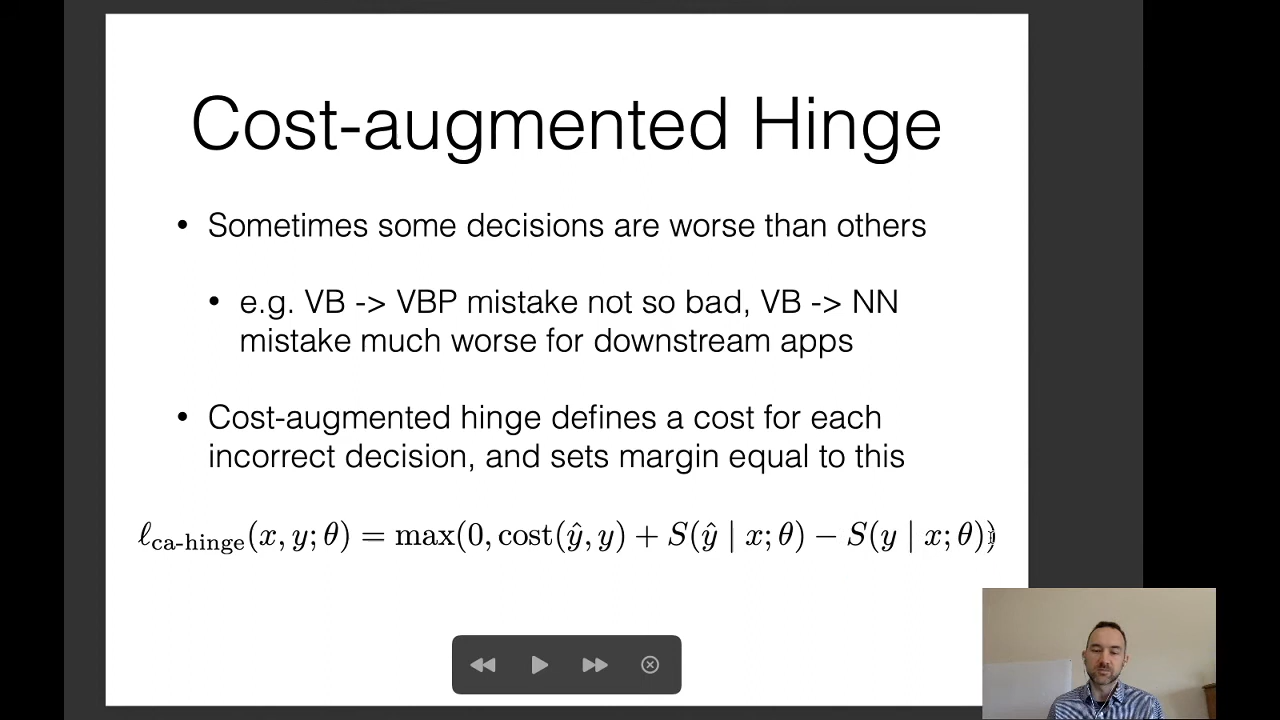 Cost-augmented Hinge
• Sometimes some decisions are worse than others
• e.g. VB -> VBP mistake not so bad, VB -> NN
mistake much worse for downstream apps
• Cost-augmented hinge defines a cost for each
incorrect decision, and sets margin equal to this
ℓ_ca-hinge(x, y; θ) = max(0, cost(ŷ, y) + S(ŷ | x; θ) − S(y | x; θ))